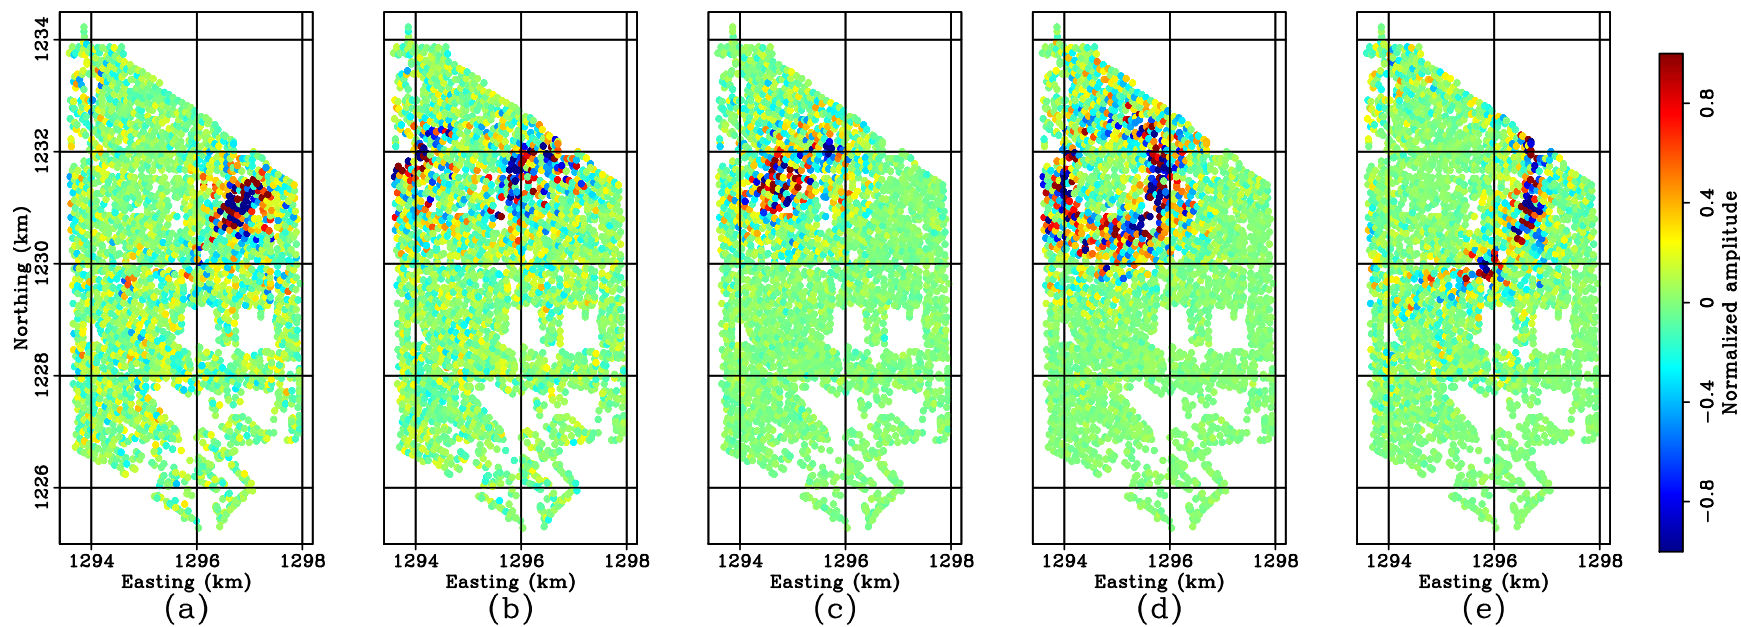 1234
1232
1230
1228
1226
Northing (km)
1294 1296 1298
Easting (km)
(a)
1294 1296 1298
Easting (km)
(b)
1294 1296 1298
Easting (km)
(c)
1294 1296 1298
Easting (km)
(d)
1294 1296 1298
Easting (km)
(e)
0.8
0.4
0
−0.4
−0.8
Normalized amplitude